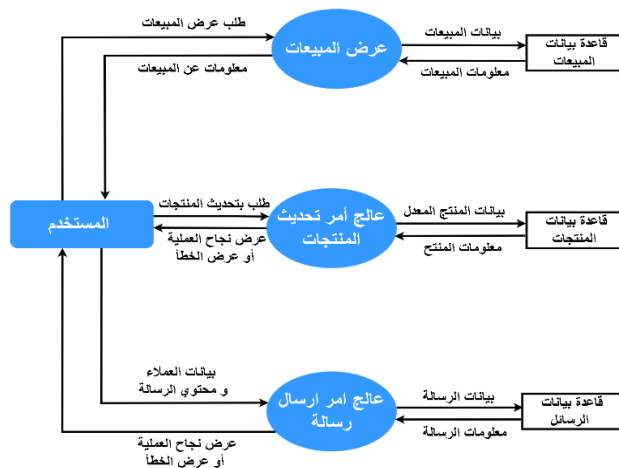 طلب عرض المبيعات
معلومات عن المبيعات
عرض المبيعات
بيانات المبيعات
معلومات المبيعات
قاعدة بيانات
المبيعات
المستخدم
طلب بتحديث المنتجات
عرض نجاح العملية
أو عرض الخطأ
عالج أمر تحديث
المنتجات
بيانات المنتج المعدل
معلومات المنتح
قاعدة بيانات
المنتجات
بيانات العملاء
و محتوي الرسالة
عرض نجاح العملية
أو عرض الخطأ
عالج امر ارسال
رسالة
بيانات الرسالة
معلومات الرسالة
قاعدة بيانات
الرسائل